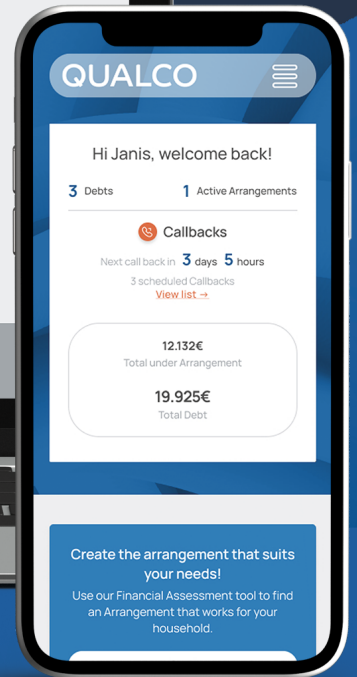 QUALCO
Hi Janis, welcome back!
3 Debts 1 Active Arrangements
Callbacks
Next call back in 3 days 5 hours
3 scheduled Callbacks
View list →
12.132€
Total under Arrangement
19.925€
Total Debt
Create the arrangement that suits
your needs!
Use our Financial Assessment tool to find
an Arrangement that works for your
household.